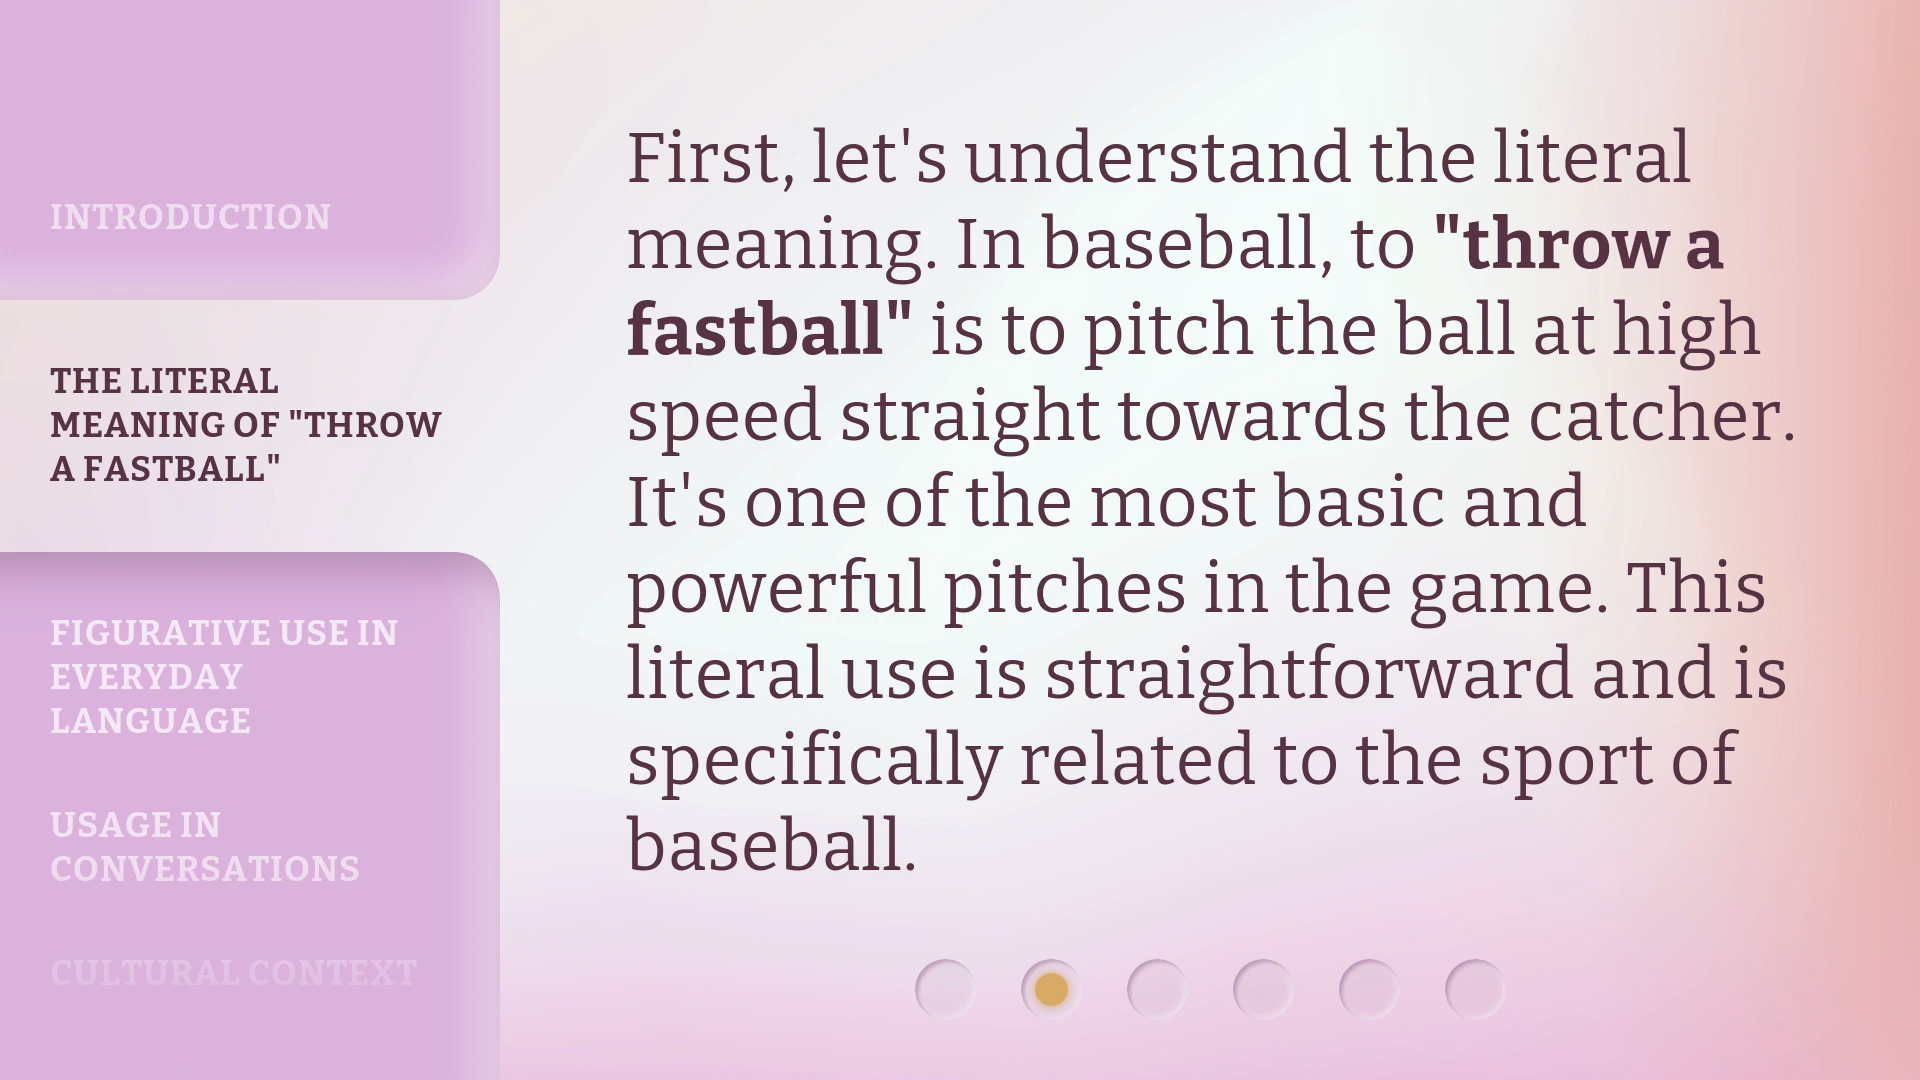 INTRODUCTION
THE LITERAL
MEANING OF "THROW
A FASTBALL"
FIGURATIVE USE IN
EVERYDAY
LANGUAGE
USAGE IN
CONVERSATIONS
CULTURAL CONTEXT
First, let's understand the literal
meaning. In baseball, to "throw a
fastball" is to pitch the ball at high
speed straight towards the catcher.
It's one of the most basic and
powerful pitches in the game. This
literal use is straightforward and is
specifically related to the sport of
baseball.